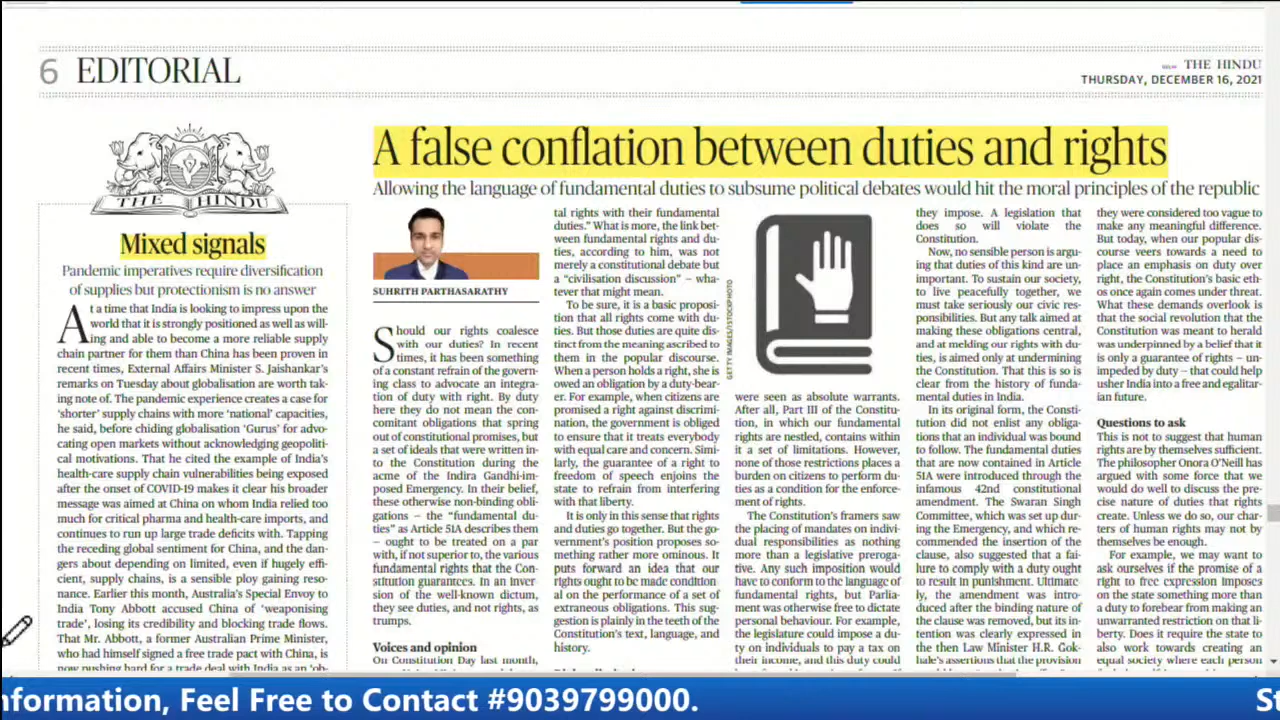 6 EDITORIAL
THE HINDU
THURSDAY, DECEMBER 16, 2021
THE HINDU
Mixed signals
Pandemic imperatives require diversification
of supplies but protectionism is no answer
At a time that India is looking to impress upon the
world that it is strongly positioned as well as will-
ing and able to become a more reliable supply
chain partner for them than China has been proven in
recent times, External Affairs Minister S. Jaishankar's
remarks on Tuesday about globalisation are worth tak-
ing note of. The pandemic experience creates a case for
'shorter' supply chains with more 'national' capacities,
he said, before chiding globalisation 'Gurus' for advo-
cating open markets without acknowledging geopoliti-
cal motivations. That he cited the example of India's
health-care supply chain vulnerabilities being exposed
after the onset of COVID-19 makes it clear his broader
message was aimed at China on whom India relied too
much for critical pharma and health-care imports, and
continues to run up large trade deficits with. Tapping
the receding global sentiment for China, and the dan-
gers about depending on limited, even if hugely effi-
cient, supply chains, is a sensible ploy gaining reso-
nance. Earlier this month, Australia's Special Envoy to
India Tony Abbott accused China of 'weaponising
trade', losing its credibility and blocking trade flows.
That Mr. Abbott, a former Australian Prime Minister,
who had himself signed a free trade pact with China, is
now pushing hard for a trade deal with India as an 'ob-
A false conflation between duties and rights
Allowing the language of fundamental duties to subsume political debates would hit the moral principles of the republic
SUHRITH PARTHASARATHY
Should our rights coalesce
with our duties? In recent
times, it has been something
of a constant refrain of the govern-
ing class to advocate an integra-
tion of duty with right. By duty
here they do not mean the con-
comitant obligations that spring
out of constitutional promises, but
a set of ideals that were written in-
to the Constitution during the
acme of the Indira Gandhi-im-
posed Emergency. In their belief,
these otherwise non-binding obli-
gations – the "fundamental du-
ties" as Article 51A describes them
– ought to be treated on a par
with, if not superior to, the various
fundamental rights that the Con-
stitution guarantees. In an inver-
sion of the well-known dictum,
they see duties, and not rights, as
trumps.
Voices and opinion
On Constitution Day last month,
tal rights with their fundamental
duties." What is more, the link bet-
ween fundamental rights and du-
ties, according to him, was not
merely a constitutional debate but
a "civilisation discussion" – wha-
tever that might mean.
To be sure, it is a basic proposi-
tion that all rights come with du-
ties. But those duties are quite dis-
tinct from the meaning ascribed to
them in the popular discourse.
When a person holds a right, she is
owed an obligation by a duty-bear-
er. For example, when citizens are
promised a right against discrimi-
nation, the government is obliged
to ensure that it treats everybody
with equal care and concern. Simi-
larly, the guarantee of a right to
freedom of speech enjoins the
state to refrain from interfering
with that liberty.
It is only in this sense that rights
and duties go together. But the go-
vernment's position proposes so-
mething rather more ominous. It
puts forward an idea that our
rights ought to be made condition-
al on the performance of a set of
extraneous obligations. This sug-
gestion is plainly in the teeth of the
Constitution's text, language, and
history.
GETTY IMAGES/ISTOCKPHOTO
were seen as absolute warrants.
After all, Part III of the Constitu-
tion, in which our fundamental
rights are nestled, contains within
it a set of limitations. However,
none of those restrictions places a
burden on citizens to perform du-
ties as a condition for the enforce-
ment of rights.
The Constitution's framers saw
the placing of mandates on indivi-
dual responsibilities as nothing
more than a legislative preroga-
tive. Any such imposition would
have to conform to the language of
fundamental rights, but Parlia-
ment was otherwise free to dictate
personal behaviour. For example,
the legislature could impose a du-
ty on individuals to pay a tax on
their income, and this duty could
they impose. A legislation that
does so will violate the
Constitution.
Now, no sensible person is argu-
ing that duties of this kind are un-
important. To sustain our society,
to live peacefully together, we
must take seriously our civic res-
ponsibilities. But any talk aimed at
making these obligations central,
and at melding our rights with du-
ties, is aimed only at undermining
the Constitution. That this is so is
clear from the history of funda-
mental duties in India.
In its original form, the Consti-
tution did not enlist any obliga-
tions that an individual was bound
to follow. The fundamental duties
that are now contained in Article
51A were introduced through the
infamous 42nd constitutional
amendment. The Swaran Singh
Committee, which was set up dur-
ing the Emergency, and which re-
commended the insertion of the
clause, also suggested that a fai-
lure to comply with a duty ought
to result in punishment. Ultimate-
ly, the amendment was intro-
duced after the binding nature of
the clause was removed, but its in-
tention was clearly expressed in
the then Law Minister H.R. Gok-
hale's assertions that the provision
they were considered too vague to
make any meaningful difference.
But today, when our popular dis-
course veers towards a need to
place an emphasis on duty over
right, the Constitution's basic eth-
os once again comes under threat.
What these demands overlook is
that the social revolution that the
Constitution was meant to herald
was underpinned by a belief that it
is only a guarantee of rights – un-
impeded by duty – that could help
usher India into a free and egalitar-
ian future.
Questions to ask
This is not to suggest that human
rights are by themselves sufficient.
The philosopher Onora O'Neill has
argued with some force that we
would do well to discuss the pre-
cise nature of duties that rights
create. Unless we do so, our char-
ters of human rights may not by
themselves be enough.
For example, we may want to
ask ourselves if the promise of a
right to free expression imposes
on the state something more than
a duty to forebear from making an
unwarranted restriction on that li-
berty. Does it require the state to
also work towards creating an
equal society where each person
nformation, Feel Free to Contact #9039799000.
St